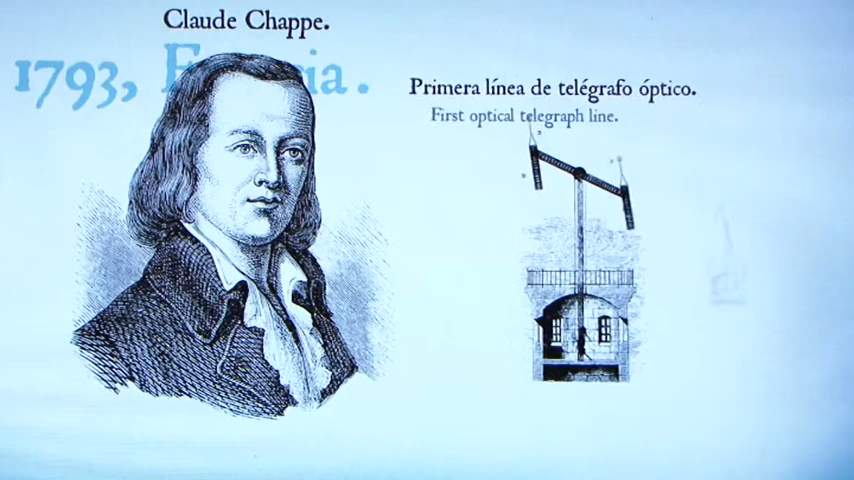 Claude Chappe.
1793,
Primera línea de telégrafo óptico.
First optical telegraph line.